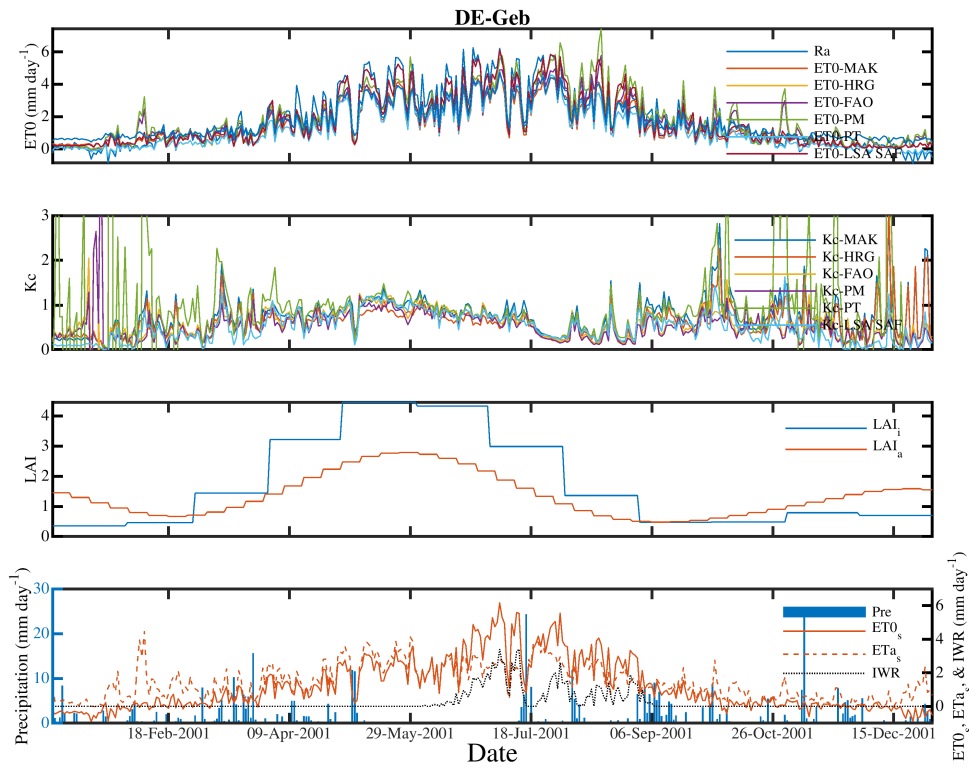 DE-Geb
ET0 (mm day-1)
6
4
2
0
Ra
ET0-MAK
ET0-HRG
ET0-FAO
ET0-PM
ET0-PT
ET0-LSA SAF
Kc
3
2
1
0
Kc-MAK
Kc-HRG
Kc-FAO
Kc-PM
Kc-PT
Kc-LSA SAF
LAI
4
3
2
1
0
LAIi
LAIa
Precipitation (mm day-1)
30
20
10
0
Pre
ET0s
ETas
IWR
6
4
2
0
ET0s, ETas, & IWR (mm day-1)
18-Feb-2001
09-Apr-2001
29-May-2001
18-Jul-2001
06-Sep-2001
26-Oct-2001
15-Dec-2001
Date